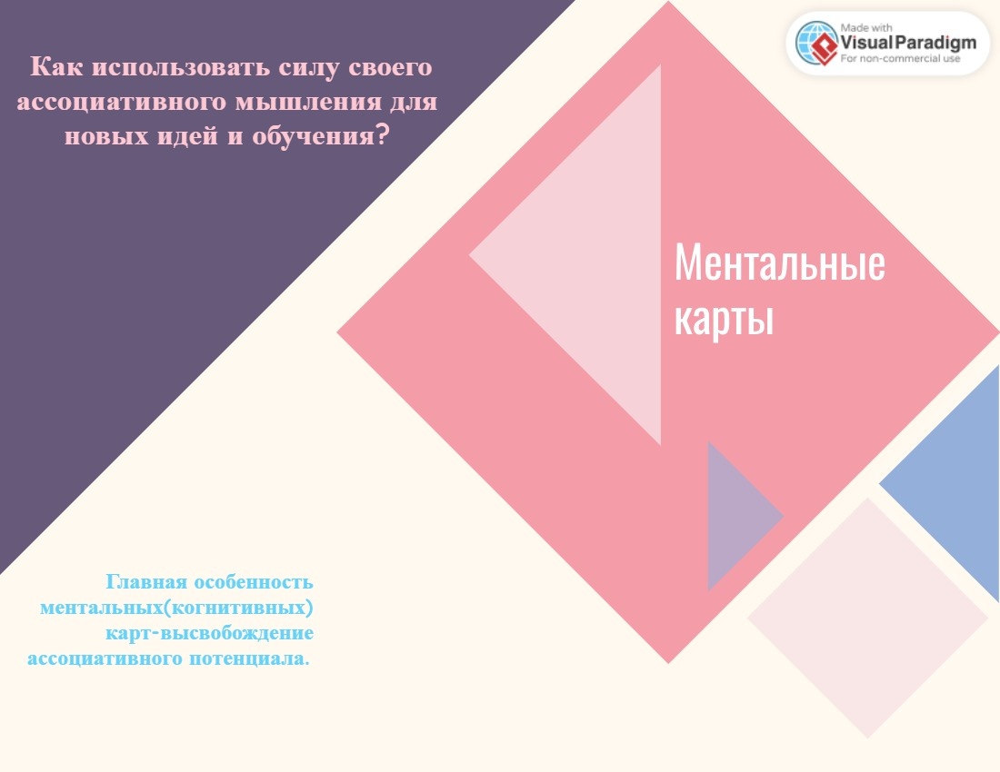 Как использовать силу своего
ассоциативного мышления для
новых идей и обучения?
Made with
Visual Paradigm
For non-commercial use
Ментальные
карты
Главная особенность
ментальных(когнитивных)
карт-высвобождение
ассоциативного потенциала.